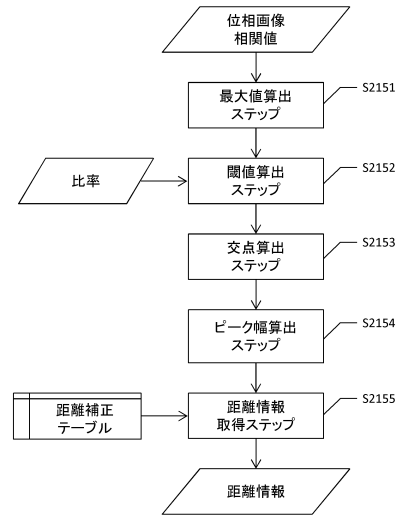 位相画像
相関値
最大値算出
ステップ
S2151
比率
閾値算出
ステップ
S2152
交点算出
ステップ
S2153
ピーク幅算出
ステップ
S2154
距離補正
テーブル
距離情報
取得ステップ
S2155
距離情報